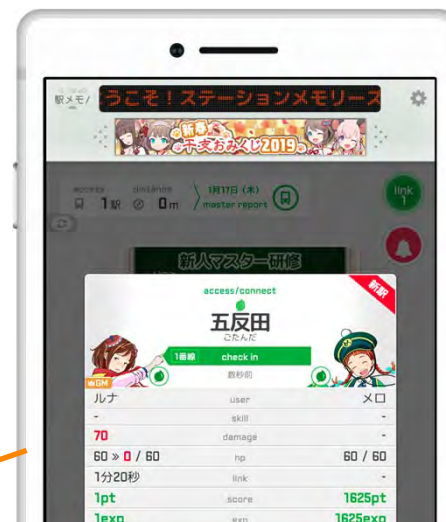 駅メモ! うこそ!ステーションメモリーズ
新春
干支おみくじ2019
access distance 1月17日 (木) link
1駅 0m master report 1
新人マスター研修
access/connect 新駅
五反田
ごたんだ
1番線 check in
数秒前
GM
ルナ user メロ
- skill -
70 damage -
60 » 0 / 60 hp 60 / 60
1分20秒 link -
1pt score 1625pt
1exp exp 1625exp